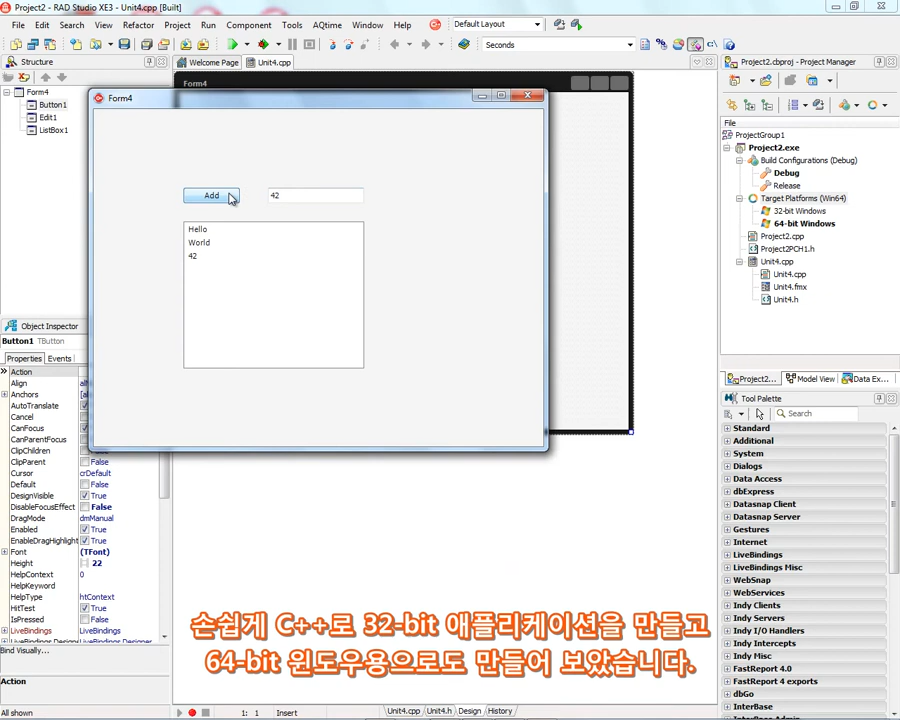 Project2 - RAD Studio XE3 - Unit4.cpp [Built]
File Edit Search View Refactor Project Run Component Tools AQtime Window Help Default Layout
Seconds
Structure
Welcome Page Unit4.cpp
Project2.cbproj - Project Manager
Form4
Button1
Edit1
ListBox1
Form4
Form4
Add 42
Hello
World
42
File
ProjectGroup1
Project2.exe
Build Configurations (Debug)
Debug
Release
Target Platforms (Win64)
32-bit Windows
64-bit Windows
Project2.cpp
Project2PCH1.h
Unit4.cpp
Unit4.cpp
Unit4.fmx
Unit4.h
Project2... Model View Data Ex...
Object Inspector
Button1
Properties Events
Action
Align
Anchors
AutoTranslate
Cancel
CanFocus
CanParentFocus
ClipChildren
ClipParent False
Cursor crDefault
Default False
DesignVisible True
DisableFocusEffect False
DragMode dmManual
Enabled True
EnableDragHighlight True
Font (TFont)
Height 22
HelpContext 0
HelpKeyword
HelpType htContext
HitTest True
IsPressed False
LiveBindings LiveBindings
Bind Visually...
Action
All shown
Tool Palette
Search
Standard
Additional
System
Dialogs
Data Access
dbExpress
Datasnap Client
Datasnap Server
Gestures
Internet
LiveBindings
LiveBindings Misc
WebSnap
WebServices
Indy Clients
Indy Servers
Indy I/O Handlers
Indy Intercepts
Indy Misc
FastReport 4.0
FastReport 4 exports
dbGo
InterBase
손쉽게 C++로 32-bit 애플리케이션을 만들고
64-bit 윈도우용으로도 만들어 보았습니다.
1: 1 Insert Unit4.cpp Unit4.h Design History